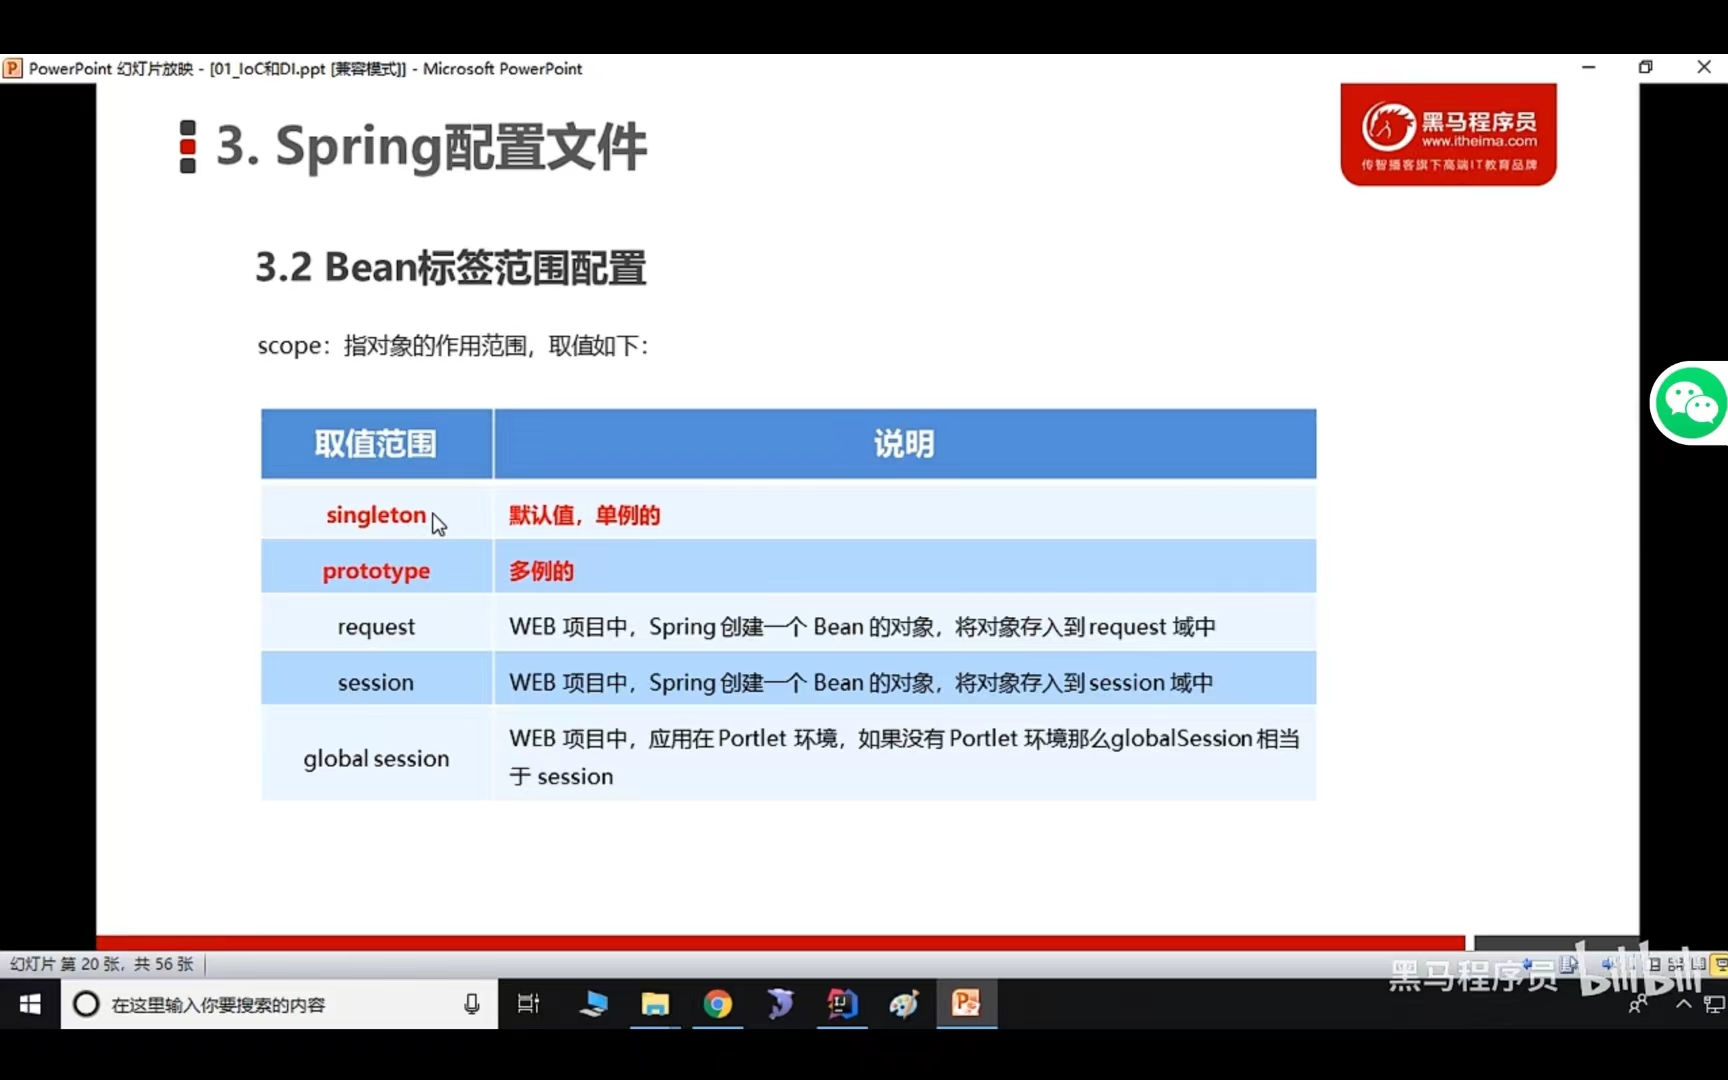 PowerPoint 幻灯片放映 - [01_IoC和DI.ppt [兼容模式]] - Microsoft PowerPoint
3. Spring配置文件
黑马程序员
www.itheima.com
传智播客旗下高端IT教育品牌
3.2 Bean标签范围配置
scope：指对象的作用范围，取值如下：
取值范围 说明
singleton 默认值，单例的
prototype 多例的
request WEB 项目中，Spring 创建一个 Bean 的对象，将对象存入到 request 域中
session WEB 项目中，Spring 创建一个 Bean 的对象，将对象存入到 session 域中
global session WEB 项目中，应用在 Portlet 环境，如果没有 Portlet 环境那么globalSession 相当
于 session
幻灯片 第 20 张，共 56 张
黑马程序员 bilibili
在这里输入你要搜索的内容